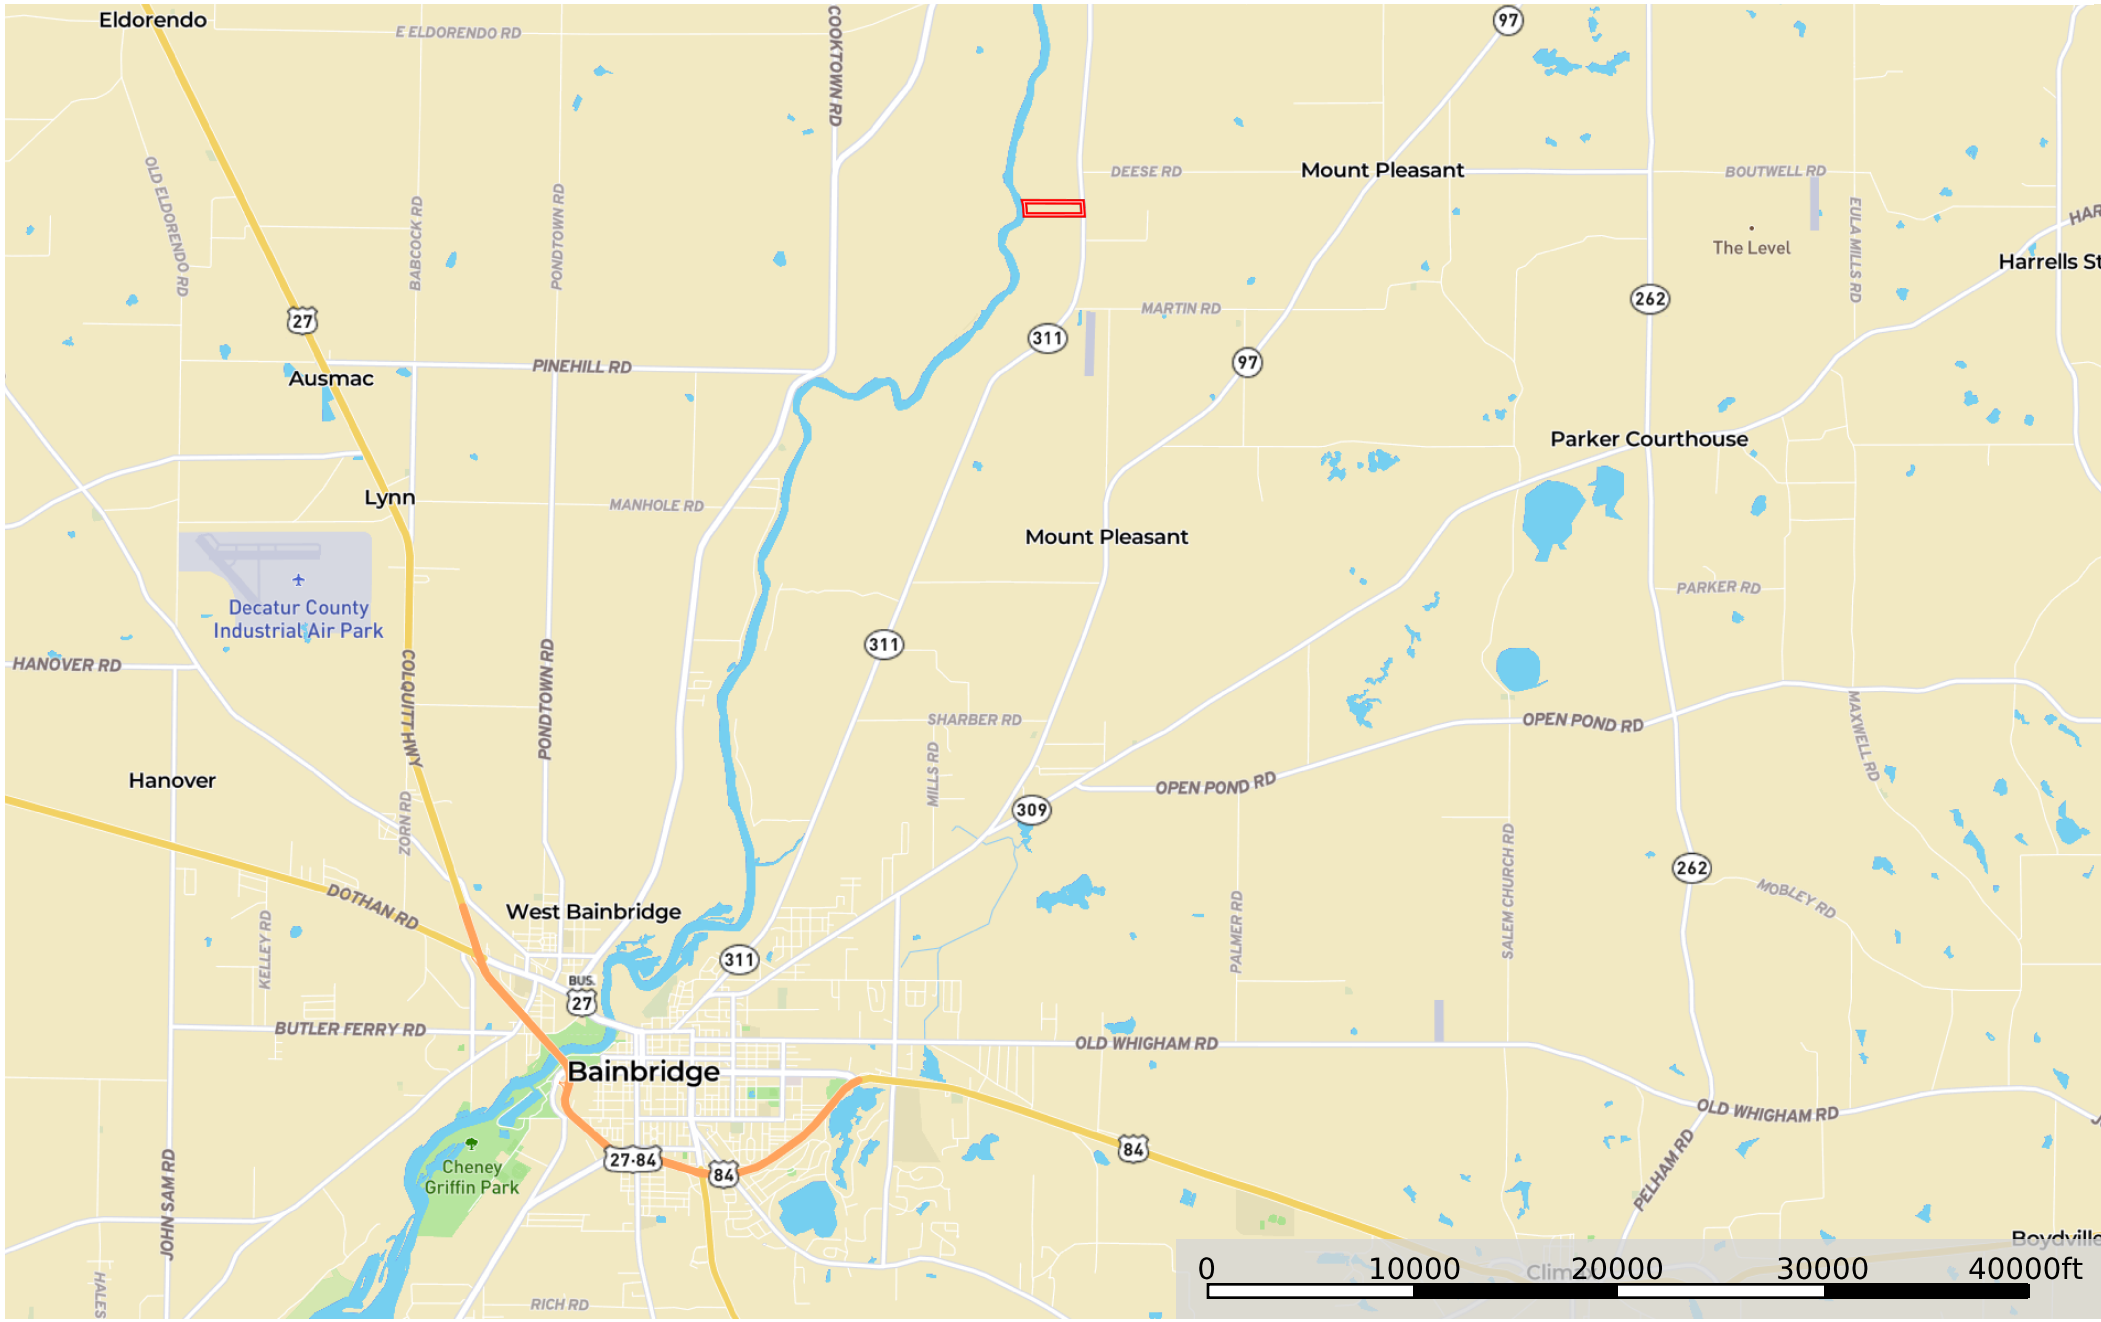 Eldorendo
E ELDORENDO RD
COOKTOWN RD
97
OLD ELDORENDO RD
BABCOCK RD
PONDTOWN RD
DEESE RD
Mount Pleasant
BOUTWELL RD
EULA MILLS RD
HAR
The Level
Harrells St
27
262
MARTIN RD
311
97
PINEHILL RD
Ausmac
Parker Courthouse
Lynn
MANHOLE RD
Mount Pleasant
Decatur County
Industrial Air Park
PARKER RD
HANOVER RD
COLQUITT HWY
PONDTOWN RD
311
SHARBER RD
OPEN POND RD
MAXWELL RD
Hanover
MILLS RD
OPEN POND RD
ZORN RD
309
SALEM CHURCH RD
262
DOTHAN RD
West Bainbridge
MOBLEY RD
KELLEY RD
PALMER RD
311
BUS.
27
BUTLER FERRY RD
OLD WHIGHAM RD
Bainbridge
OLD WHIGHAM RD
JOHN SAM RD
Cheney
Griffin Park
27·84
84
84
PELHAM RD
Boydville
HALES
RICH RD
Climax
0 10000 20000 30000 40000ft